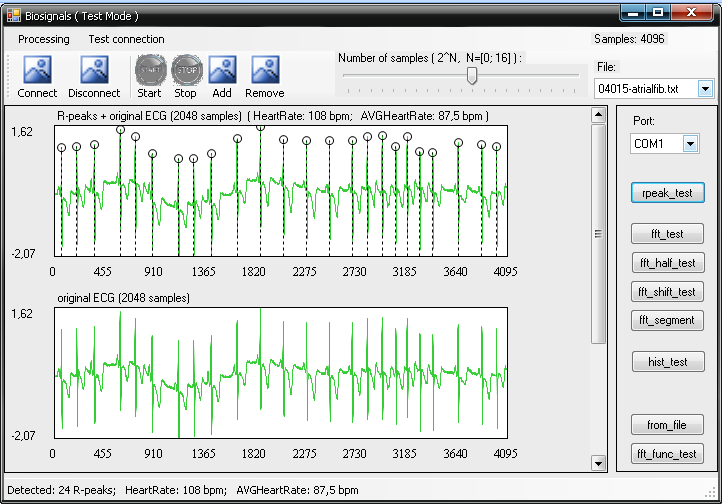 Biosignals ( Test Mode )
Processing Test connection Samples: 4096
Number of samples ( 2^N, N=[0; 16] ) :
File:
START STOP
Connect Disconnect Start Stop Add Remove
04015-atrialfib.txt
R-peaks + original ECG (2048 samples) ( HeartRate: 108 bpm; AVGHeartRate: 87,5 bpm )
1,62
-2,07
0 455 910 1365 1820 2275 2730 3185 3640 4095
original ECG (2048 samples)
1,62
-2,07
0 455 910 1365 1820 2275 2730 3185 3640 4095
Port:
COM1
rpeak_test
fft_test
fft_half_test
fft_shift_test
fft_segment
hist_test
from_file
fft_func_test
Detected: 24 R-peaks; HeartRate: 108 bpm; AVGHeartRate: 87,5 bpm